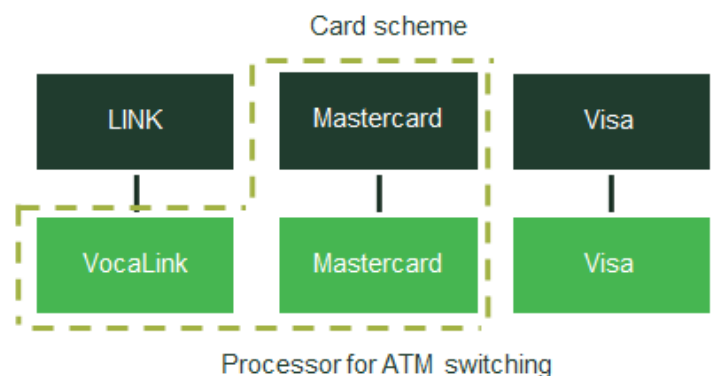 Card scheme
LINK
Mastercard
Visa
VocaLink
Mastercard
Visa
Processor for ATM switching